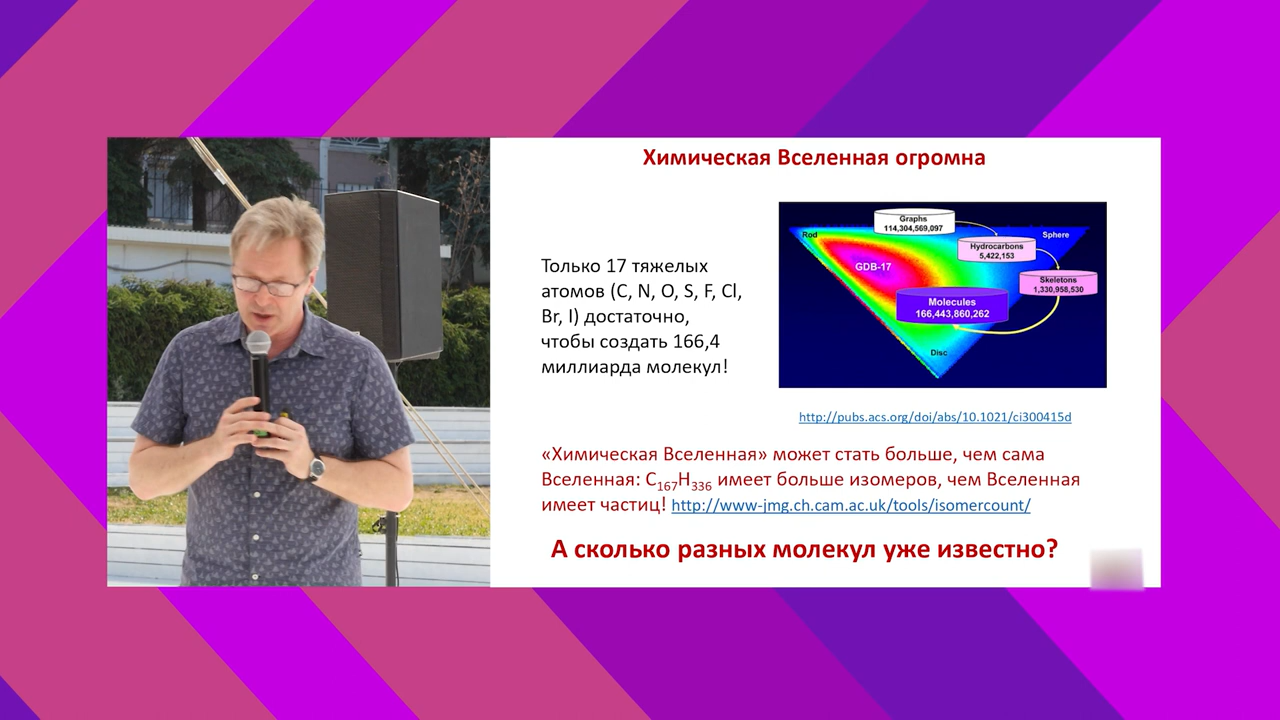 Химическая Вселенная огромна
Только 17 тяжелых
атомов (C, N, O, S, F, Cl,
Br, I) достаточно,
чтобы создать 166,4
миллиарда молекул!
Graphs
114,304,569,097
Rod
Sphere
Hydrocarbons
5,422,153
GDB-17
Skeletons
1,330,958,530
Molecules
166,443,860,262
Disc
http://pubs.acs.org/doi/abs/10.1021/ci300415d
«Химическая Вселенная» может стать больше, чем сама
Вселенная: C167H336 имеет больше изомеров, чем Вселенная
имеет частиц! http://www-jmg.ch.cam.ac.uk/tools/isomercount/
А сколько разных молекул уже известно?